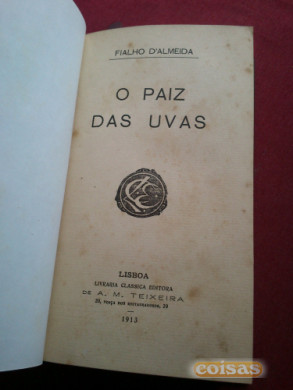 FIALHO D'ALMEIDA
O PAIZ
DAS UVAS
LISBOA
LIVRARIA CLASSICA EDITORA
DE A. M. TEIXEIRA
1913
coisas